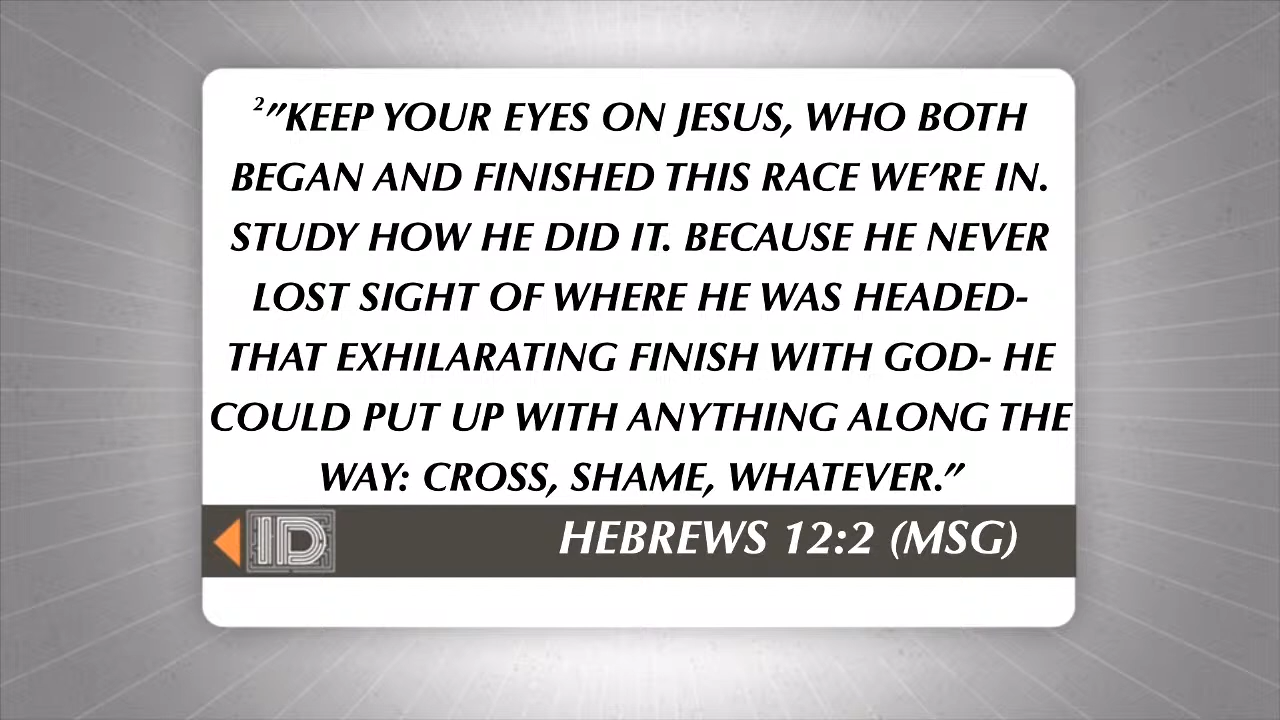 ²”KEEP YOUR EYES ON JESUS, WHO BOTH
BEGAN AND FINISHED THIS RACE WE’RE IN.
STUDY HOW HE DID IT. BECAUSE HE NEVER
LOST SIGHT OF WHERE HE WAS HEADED-
THAT EXHILARATING FINISH WITH GOD- HE
COULD PUT UP WITH ANYTHING ALONG THE
WAY: CROSS, SHAME, WHATEVER.”
ID
HEBREWS 12:2 (MSG)